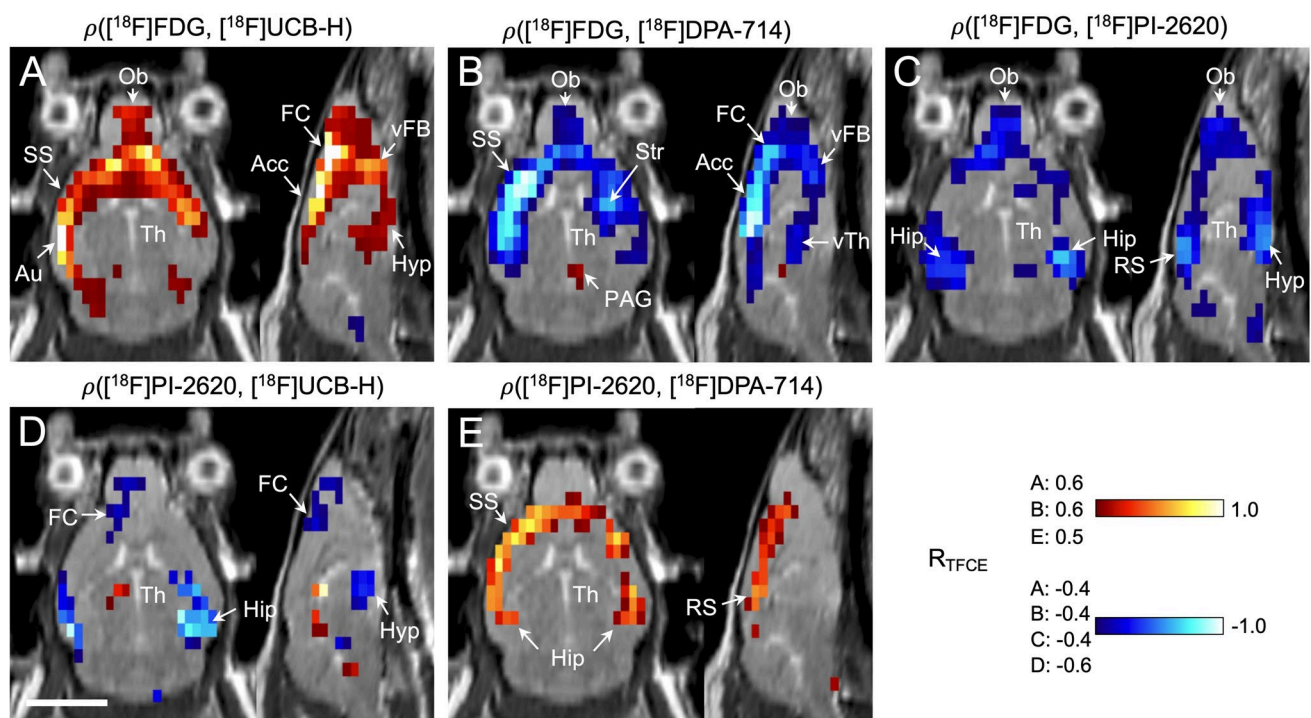 ρ([¹⁸F]FDG, [¹⁸F]UCB-H)
ρ([¹⁸F]FDG, [¹⁸F]DPA-714)
ρ([¹⁸F]FDG, [¹⁸F]PI-2620)
A
Ob
FC
vFB
SS
Acc
Th
Au
Hyp
B
Ob
Ob
FC
vFB
SS
Str
Acc
Th
vTh
PAG
C
Ob
Ob
Hip
Th
Hip
Th
RS
Hyp
ρ([¹⁸F]PI-2620, [¹⁸F]UCB-H)
ρ([¹⁸F]PI-2620, [¹⁸F]DPA-714)
D
FC
FC
Th
Hip
Hyp
E
SS
Th
RS
Hip
R_TFCE
A: 0.6
B: 0.6
E: 0.5
1.0
A: -0.4
B: -0.4
C: -0.4
D: -0.6
-1.0